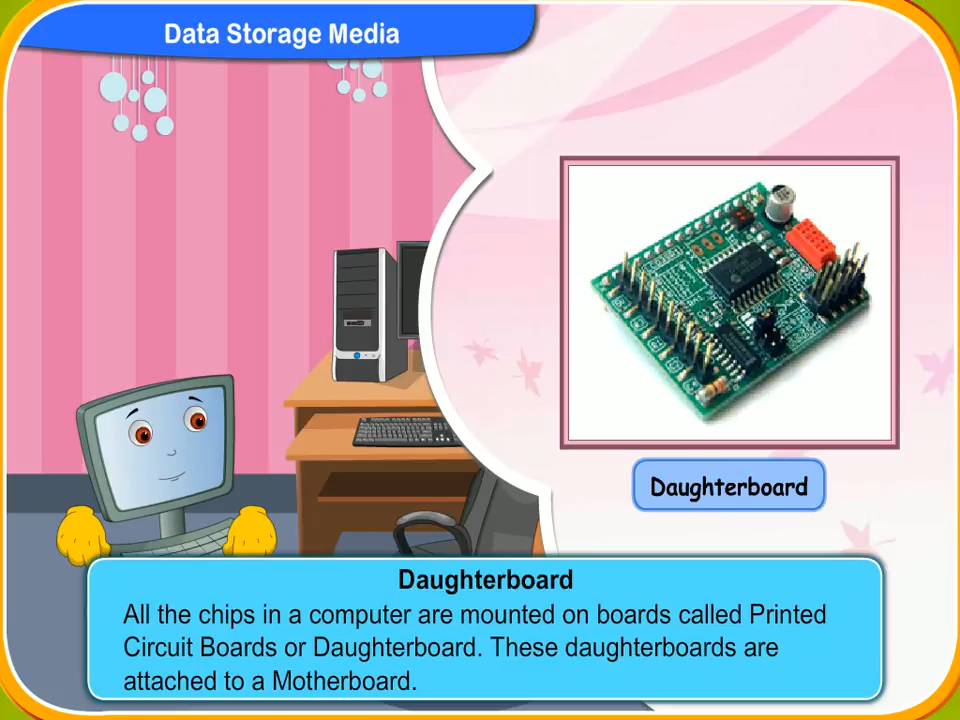 Data Storage Media
Daughterboard
Daughterboard
All the chips in a computer are mounted on boards called Printed
Circuit Boards or Daughterboard. These daughterboards are
attached to a Motherboard.